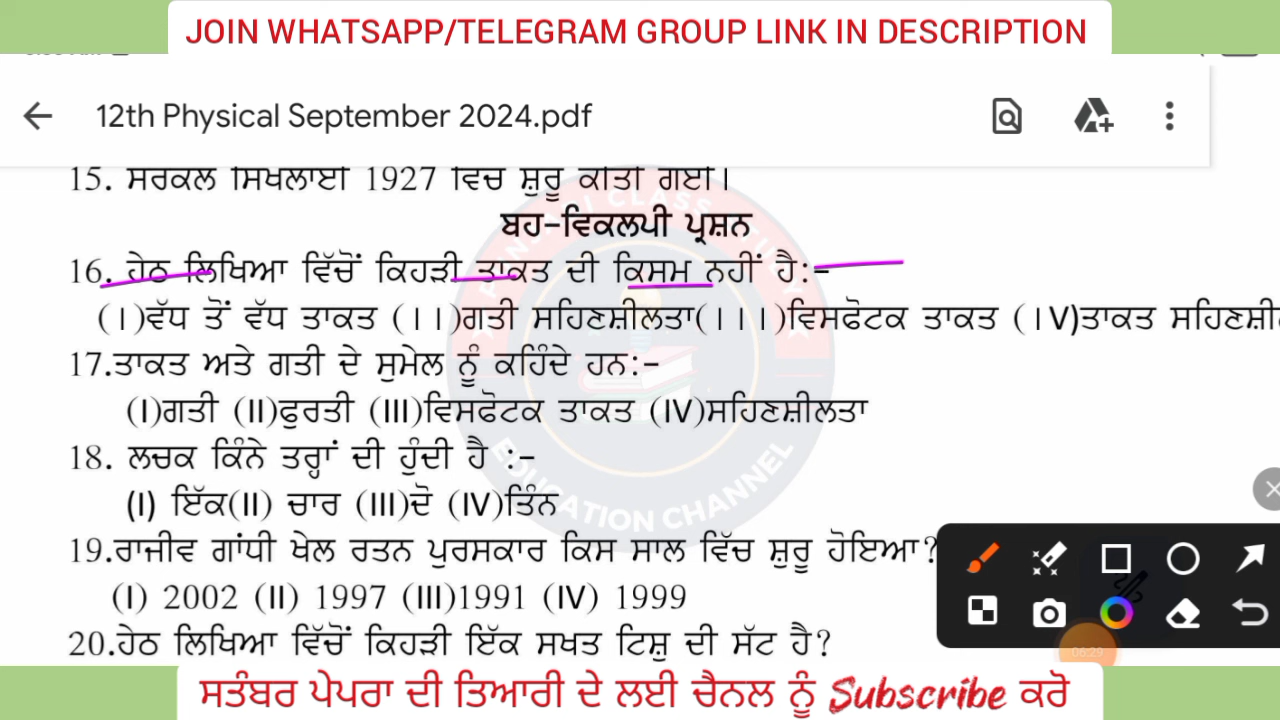 JOIN WHATSAPP/TELEGRAM GROUP LINK IN DESCRIPTION
12th Physical September 2024.pdf
15. ਸਰਕਲ ਸਿਖਲਾਈ 1927 ਵਿਚ ਸ਼ੁਰੂ ਕੀਤੀ ਗਈ।
ਬਹ-ਵਿਕਲਪੀ ਪ੍ਰਸ਼ਨ
16. ਹੇਠ ਲਿਖਿਆ ਵਿੱਚੋਂ ਕਿਹੜੀ ਤਾਕਤ ਦੀ ਕਿਸਮ ਨਹੀਂ ਹੈ:-
(।)ਵੱਧ ਤੋਂ ਵੱਧ ਤਾਕਤ (।।)ਗਤੀ ਸਹਿਣਸ਼ੀਲਤਾ(।।।)ਵਿਸਫੋਟਕ ਤਾਕਤ (।V)ਤਾਕਤ
17.ਤਾਕਤ ਅਤੇ ਗਤੀ ਦੇ ਸੁਮੇਲ ਨੂੰ ਕਹਿੰਦੇ ਹਨ:-
(I)ਗਤੀ (II)ਫੁਰਤੀ (III)ਵਿਸਫੋਟਕ ਤਾਕਤ (IV)ਸਹਿਣਸ਼ੀਲਤਾ
18. ਲਚਕ ਕਿੰਨੇ ਤਰ੍ਹਾਂ ਦੀ ਹੁੰਦੀ ਹੈ :-
(I) ਇੱਕ(II) ਚਾਰ (III)ਦੋ (IV)ਤਿੰਨ
19.ਰਾਜੀਵ ਗਾਂਧੀ ਖੇਲ ਰਤਨ ਪੁਰਸਕਾਰ ਕਿਸ ਸਾਲ ਵਿੱਚ ਸ਼ੁਰੂ ਹੋਇਆ?
(I) 2002 (II) 1997 (III)1991 (IV) 1999
20.ਹੇਠ ਲਿਖਿਆ ਵਿੱਚੋਂ ਕਿਹੜੀ ਇੱਕ ਸਖਤ ਟਿਸ਼ੂ ਦੀ ਸੱਟ ਹੈ?
EDUCATION CHANNEL
06:29
ਸਤੰਬਰ ਪੇਪਰਾ ਦੀ ਤਿਆਰੀ ਦੇ ਲਈ ਚੈਨਲ ਨੂੰ Subscribe ਕਰੋ